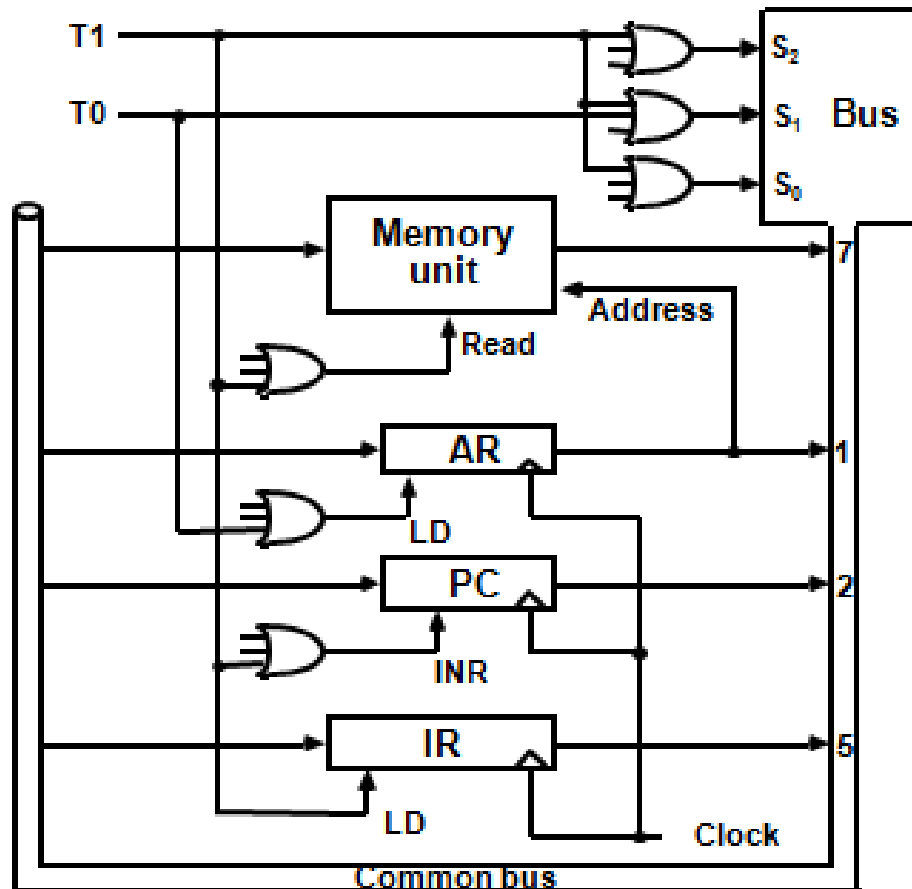 T1
S₂
T0
S₁
Bus
S₀
Memory
unit
7
Address
Read
AR
1
LD
PC
2
INR
IR
5
LD
Clock
Common bus